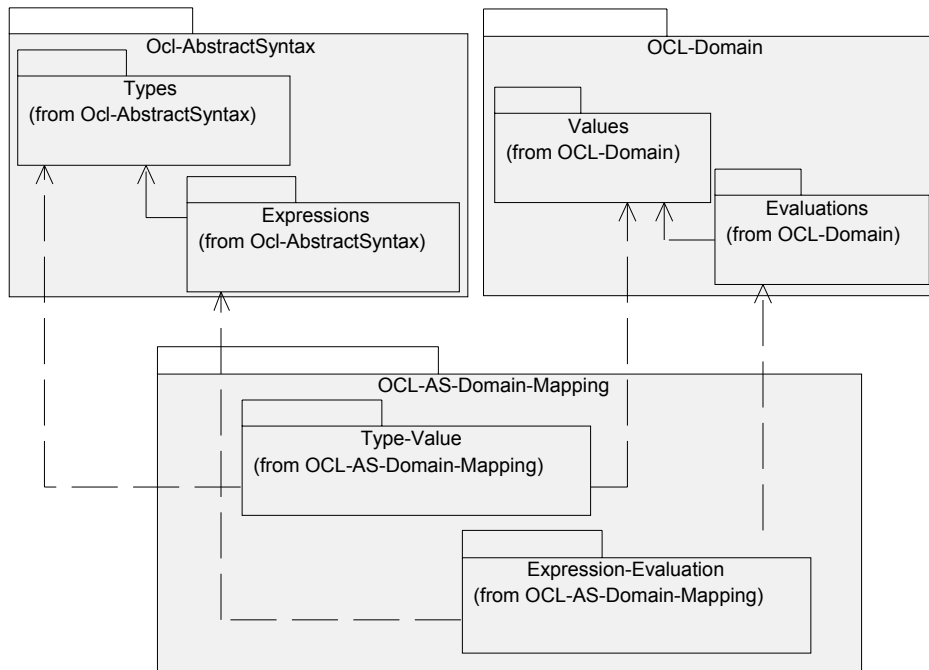 Ocl-AbstractSyntax
Types
(from Ocl-AbstractSyntax)
Expressions
(from Ocl-AbstractSyntax)
OCL-Domain
Values
(from OCL-Domain)
Evaluations
(from OCL-Domain)
OCL-AS-Domain-Mapping
Type-Value
(from OCL-AS-Domain-Mapping)
Expression-Evaluation
(from OCL-AS-Domain-Mapping)